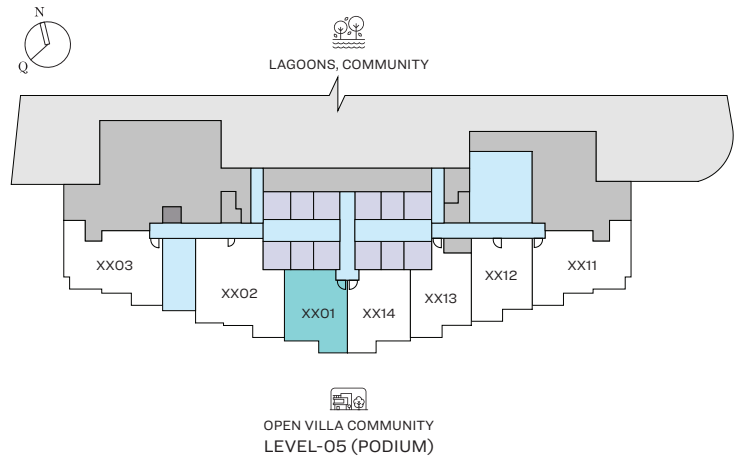 N
Q
LAGOONS, COMMUNITY
XX03
XX02
XX01
XX14
XX13
XX12
XX11
OPEN VILLA COMMUNITY
LEVEL-05 (PODIUM)